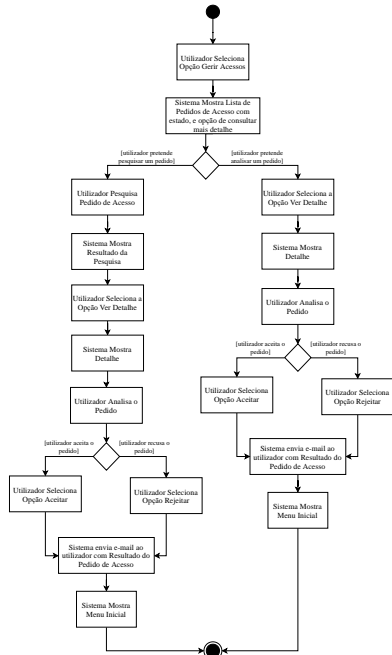 Utilizador Seleciona
Opção Gerir Acessos
Sistema Mostra Lista de
Pedidos de Acesso com
estado, e opção de consultar
mais detalhe
[utilizador pretende
pesquisar um pedido]
[utilizador pretende
analisar um pedido]
Utilizador Pesquisa
Pedido de Acesso
Sistema Mostra
Resultado da
Pesquisa
Utilizador Seleciona a
Opção Ver Detalhe
Sistema Mostra
Detalhe
Utilizador Analisa o
Pedido
[utilizador aceita o
pedido]
[utilizador recusa o
pedido]
Utilizador Seleciona
Opção Aceitar
Utilizador Seleciona
Opção Rejeitar
Sistema envia e-mail ao
utilizador com Resultado do
Pedido de Acesso
Sistema Mostra
Menu Inicial
Utilizador Seleciona a
Opção Ver Detalhe
Sistema Mostra
Detalhe
Utilizador Analisa o
Pedido
[utilizador aceita o
pedido]
[utilizador recusa o
pedido]
Utilizador Seleciona
Opção Aceitar
Utilizador Seleciona
Opção Rejeitar
Sistema envia e-mail ao
utilizador com Resultado do
Pedido de Acesso
Sistema Mostra
Menu Inicial